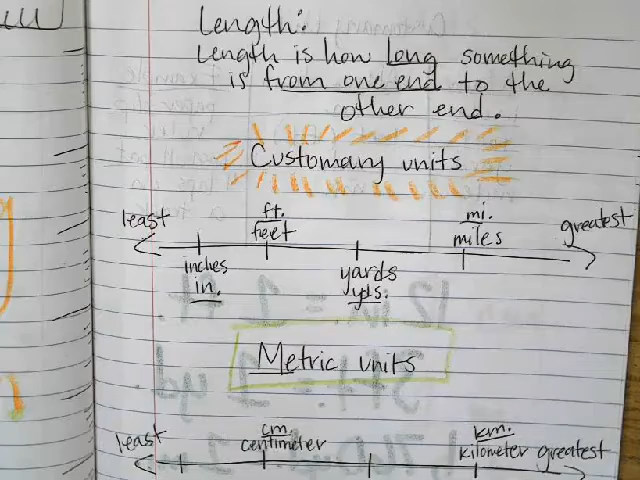 Length:
Length is how long something
is from one end to the
other end.
Customary units
least
ft.
feet
mi.
miles
greatest
inches
in.
yards
yds.
Metric units
least
cm.
centimeter
km.
kilometer
greatest